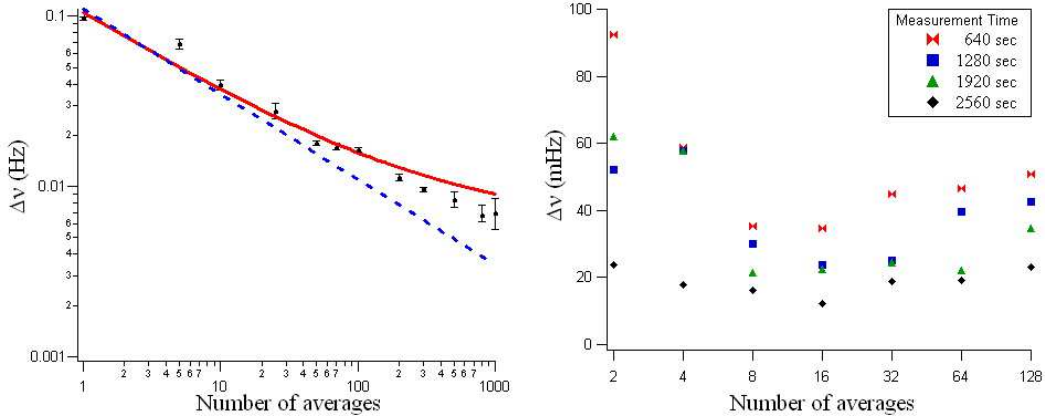 0.1
6
5
4
3
2
0.01
6
5
4
3
2
0.001
Δν (Hz)
1 2 3 4 5 6 7 10 2 3 4 5 6 7 100 2 3 4 5 6 7 1000
Number of averages
100
80
60
40
20
0
Δν (mHz)
Measurement Time
640 sec
1280 sec
1920 sec
2560 sec
2 4 8 16 32 64 128
Number of averages